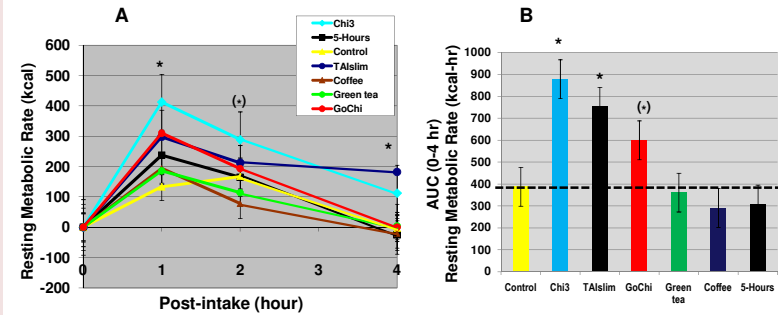 A
Chi3
5-Hours
Control
TAIslim
Coffee
Green tea
GoChi
Resting Metabolic Rate (kcal)
600
500
400
300
200
100
0
-100
-200
*
(*)
*
0 1 2 3 4
Post-intake (hour)
B
AUC (0-4 hr)
Resting Metabolic Rate (kcal-hr)
1000
900
800
700
600
500
400
300
200
100
0
*
*
(*)
Control Chi3 TAIslim GoChi Green tea Coffee 5-Hours